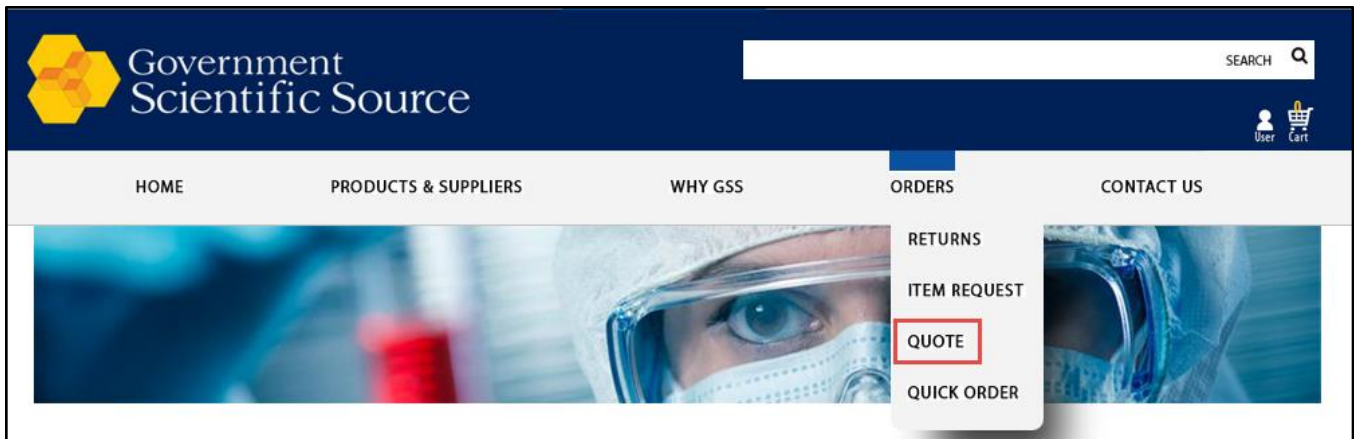 Government
Scientific Source
SEARCH
User Cart
0
HOME PRODUCTS & SUPPLIERS WHY GSS ORDERS CONTACT US
RETURNS
ITEM REQUEST
QUOTE
QUICK ORDER